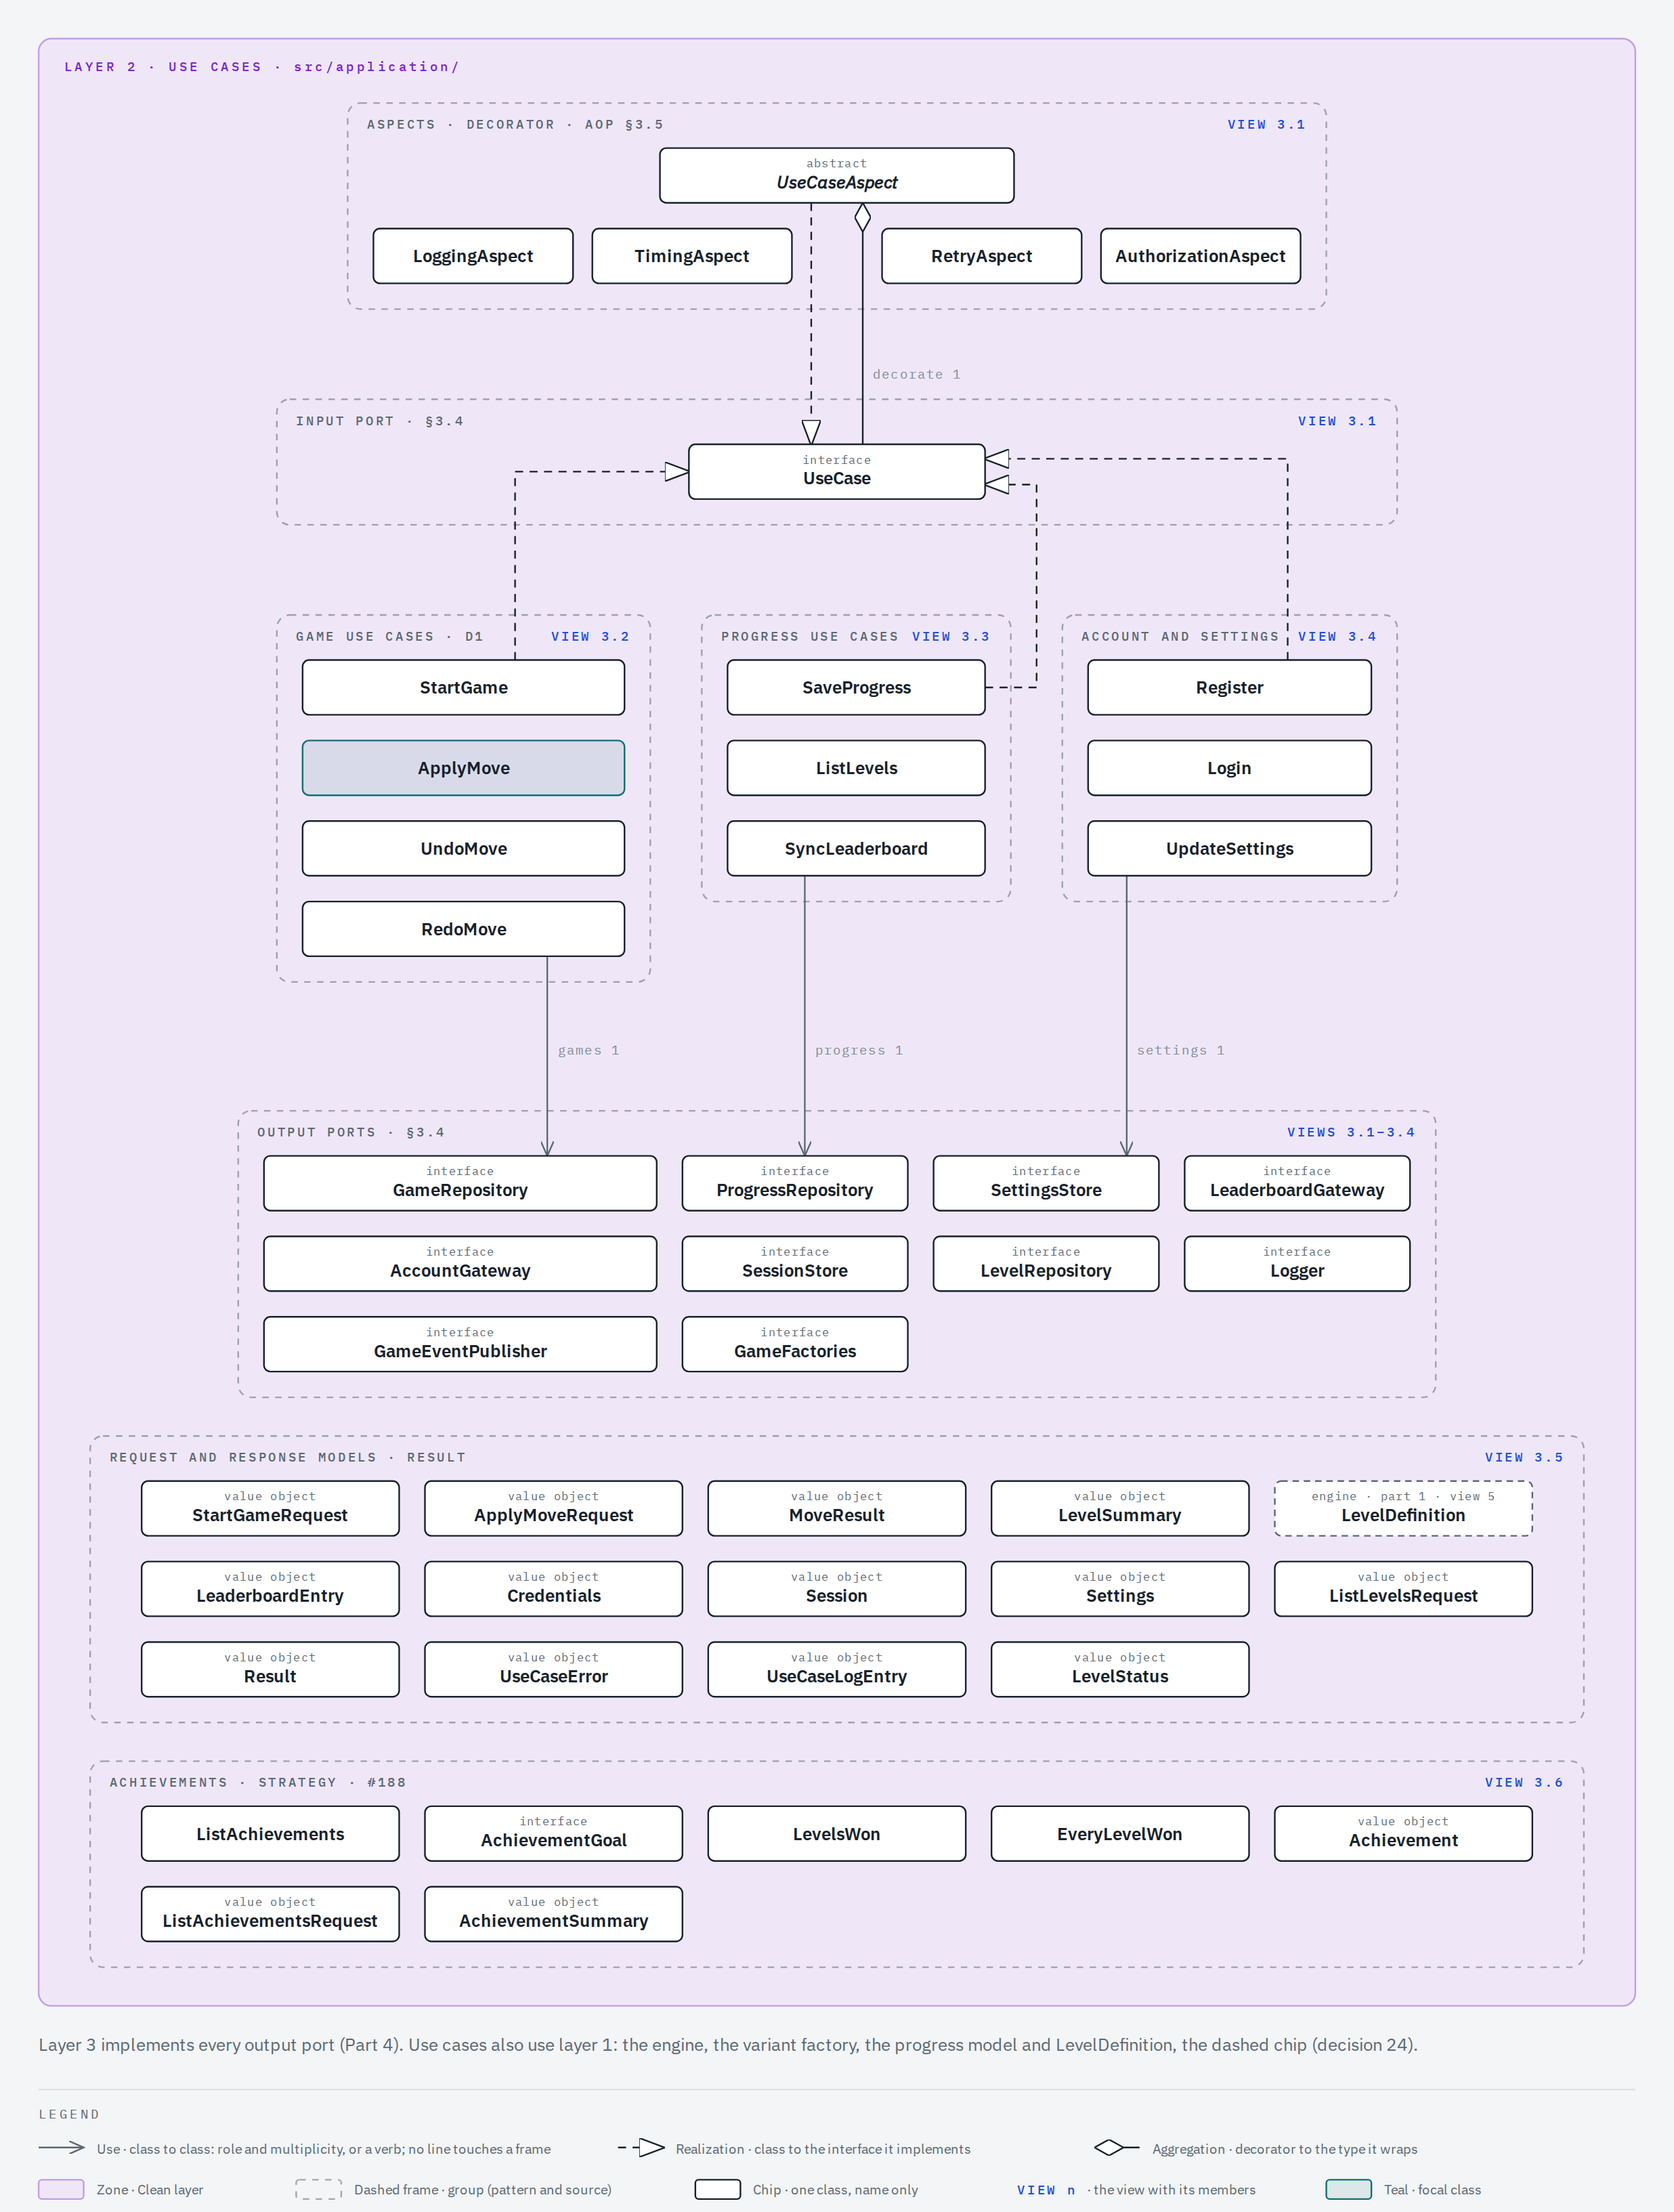 LAYER 2 · USE CASES · src/application/
ASPECTS · DECORATOR · AOP §3.5 VIEW 3.1
abstract
UseCaseAspect
LoggingAspect TimingAspect RetryAspect AuthorizationAspect
decorate 1
INPUT PORT · §3.4 VIEW 3.1
interface
UseCase
GAME USE CASES · D1 VIEW 3.2
StartGame
ApplyMove
UndoMove
RedoMove
PROGRESS USE CASES VIEW 3.3
SaveProgress
ListLevels
SyncLeaderboard
ACCOUNT AND SETTINGS VIEW 3.4
Register
Login
UpdateSettings
games 1 progress 1 settings 1
OUTPUT PORTS · §3.4 VIEWS 3.1–3.4
interface interface interface interface
GameRepository ProgressRepository SettingsStore LeaderboardGateway
interface interface interface interface
AccountGateway SessionStore LevelRepository Logger
interface interface
GameEventPublisher GameFactories
REQUEST AND RESPONSE MODELS · RESULT VIEW 3.5
value object value object value object value object engine · part 1 · view 5
StartGameRequest ApplyMoveRequest MoveResult LevelSummary LevelDefinition
value object value object value object value object value object
LeaderboardEntry Credentials Session Settings ListLevelsRequest
value object value object value object value object
Result UseCaseError UseCaseLogEntry LevelStatus
ACHIEVEMENTS · STRATEGY · #188 VIEW 3.6
interface value object
ListAchievements AchievementGoal LevelsWon EveryLevelWon Achievement
value object value object
ListAchievementsRequest AchievementSummary
Layer 3 implements every output port (Part 4). Use cases also use layer 1: the engine, the variant factory, the progress model and LevelDefinition, the dashed chip (decision 24).
LEGEND
Use · class to class: role and multiplicity, or a verb; no line touches a frame Realization · class to the interface it implements Aggregation · decorator to the type it wraps
Zone · Clean layer Dashed frame · group (pattern and source) Chip · one class, name only VIEW n · the view with its members Teal · focal class